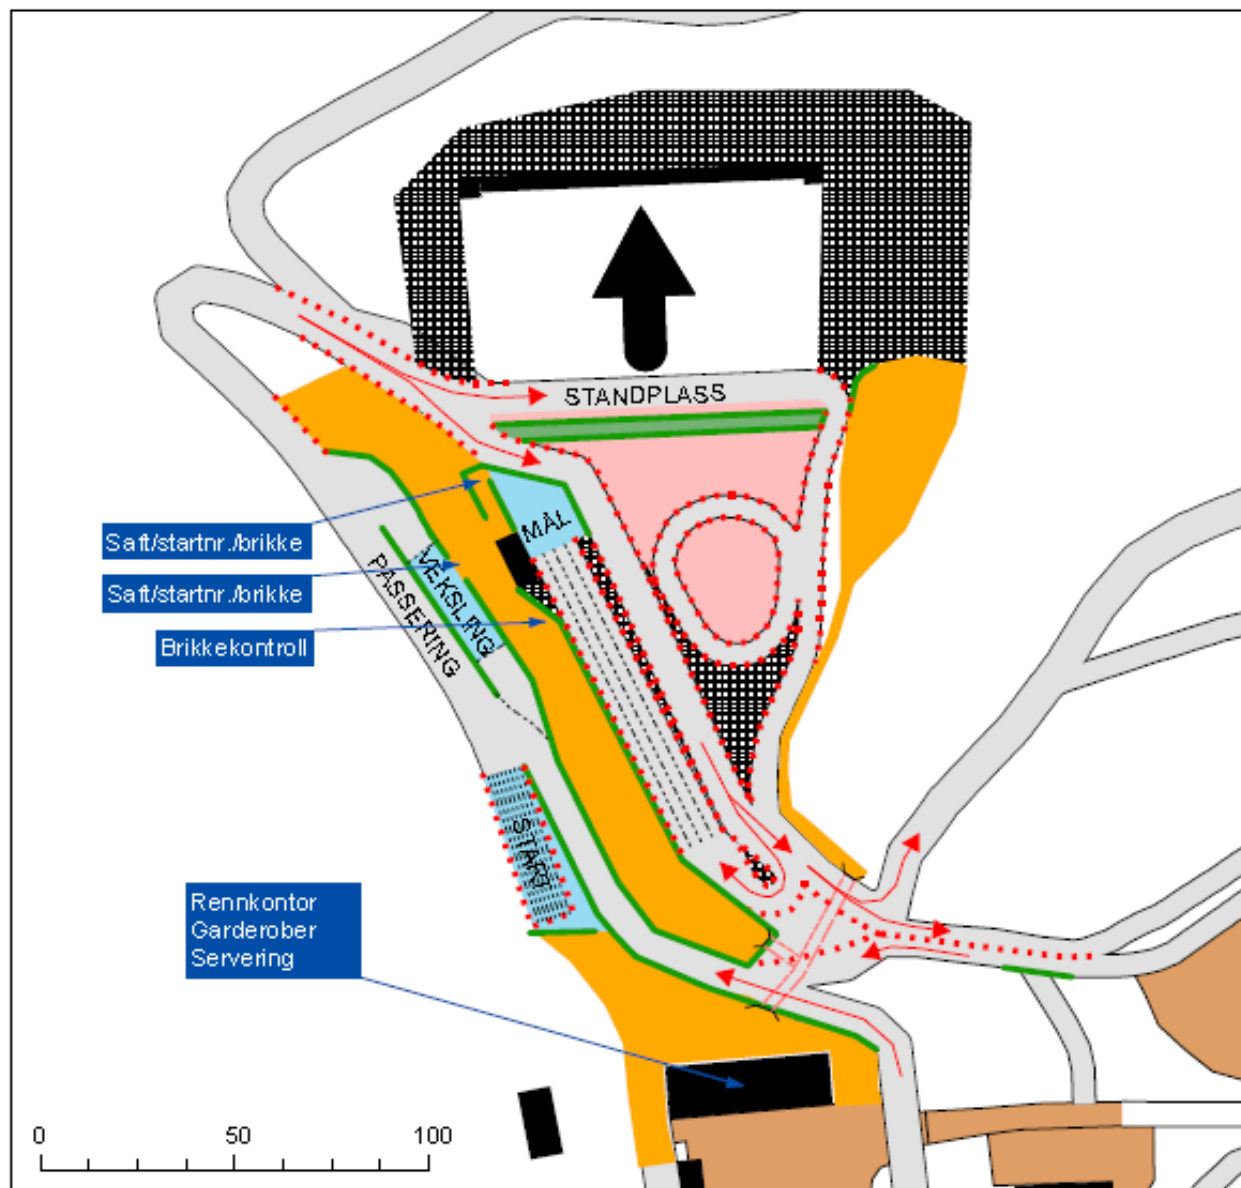 STANDPLASS
MÅL
Saft/startnr./brikke
Saft/startnr./brikke
VEKSLING
PASSERING
Brikkekontroll
START
Rennkontor
Garderober
Servering
0 50 100